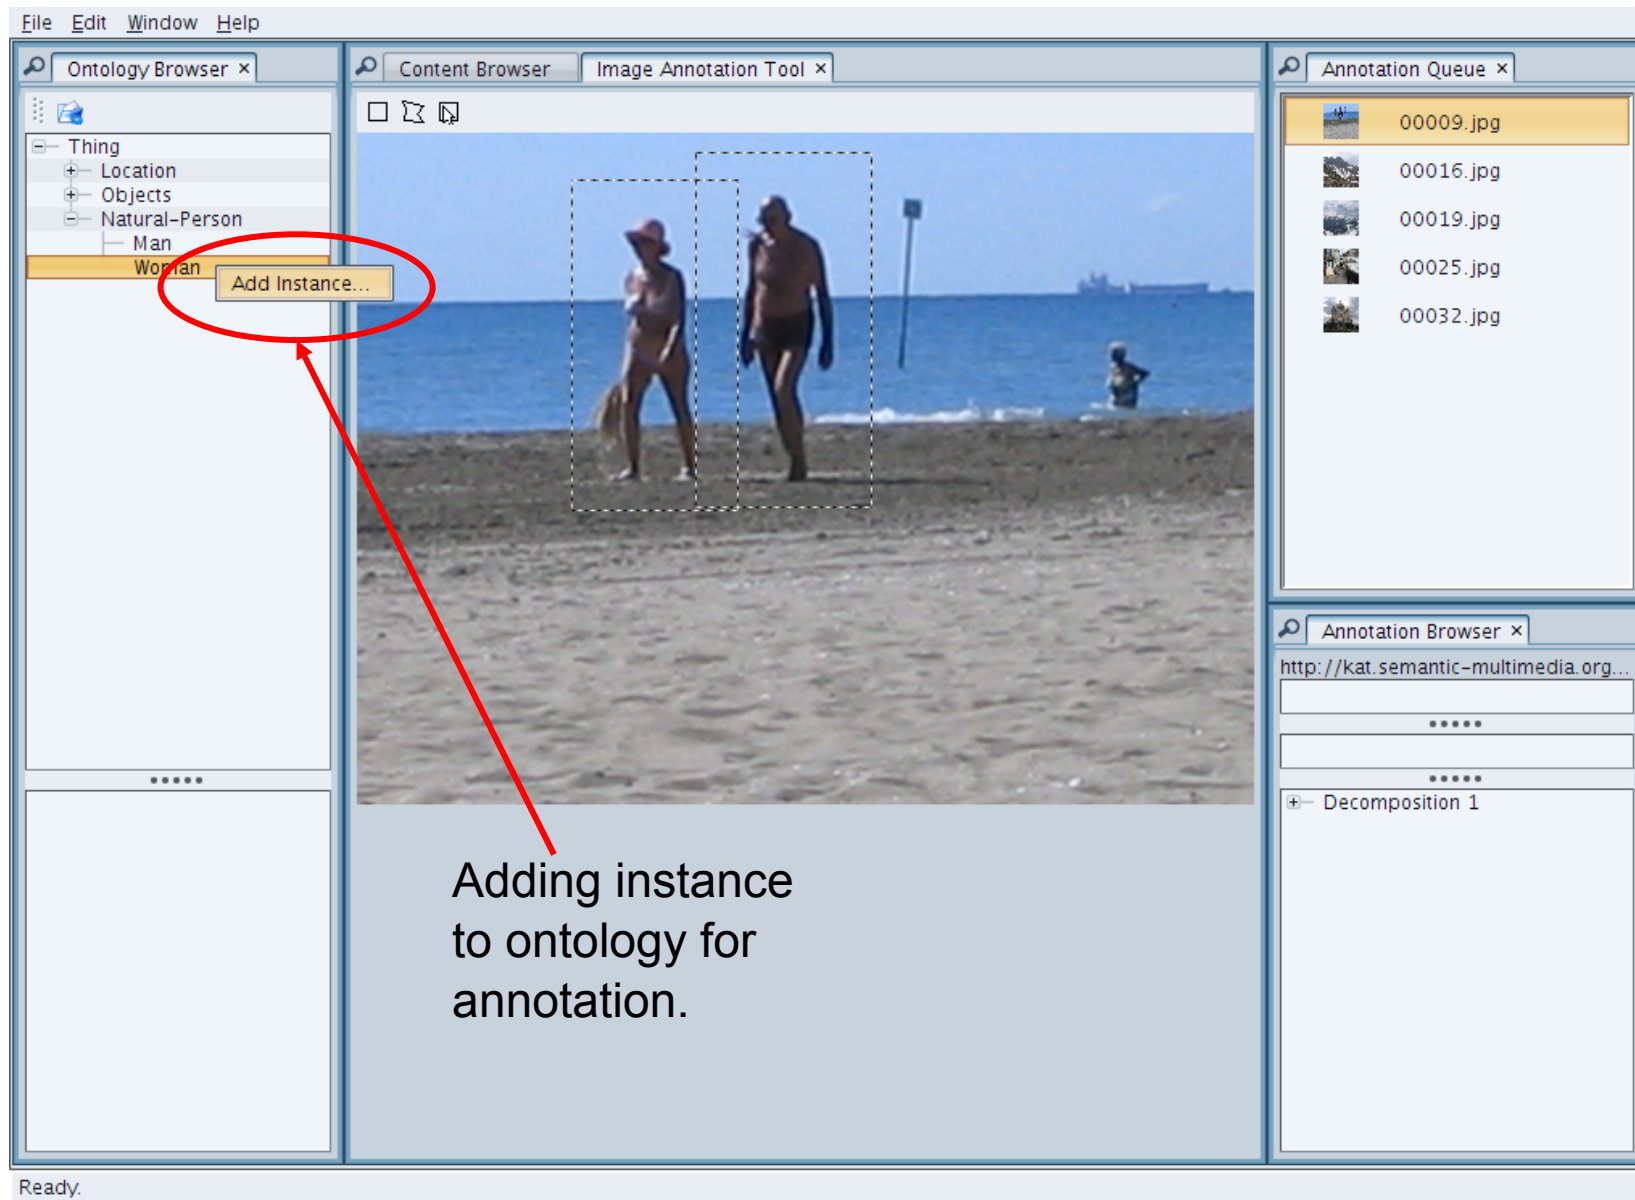 File Edit Window Help
Ontology Browser ×
Content Browser
Image Annotation Tool ×
Annotation Queue ×
Thing
Location
Objects
Natural-Person
Man
Woman
Add Instance...
00009.jpg
00016.jpg
00019.jpg
00025.jpg
00032.jpg
Annotation Browser ×
http://kat.semantic-multimedia.org...
Decomposition 1
Adding instance
to ontology for
annotation.
Ready.